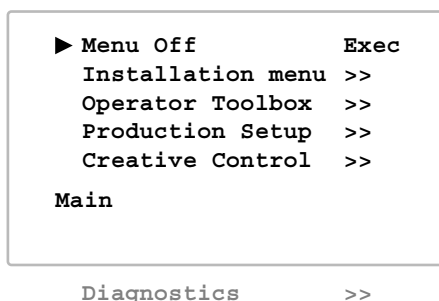 ▶ Menu Off Exec
Installation menu >>
Operator Toolbox >>
Production Setup >>
Creative Control >>
Main
Diagnostics >>